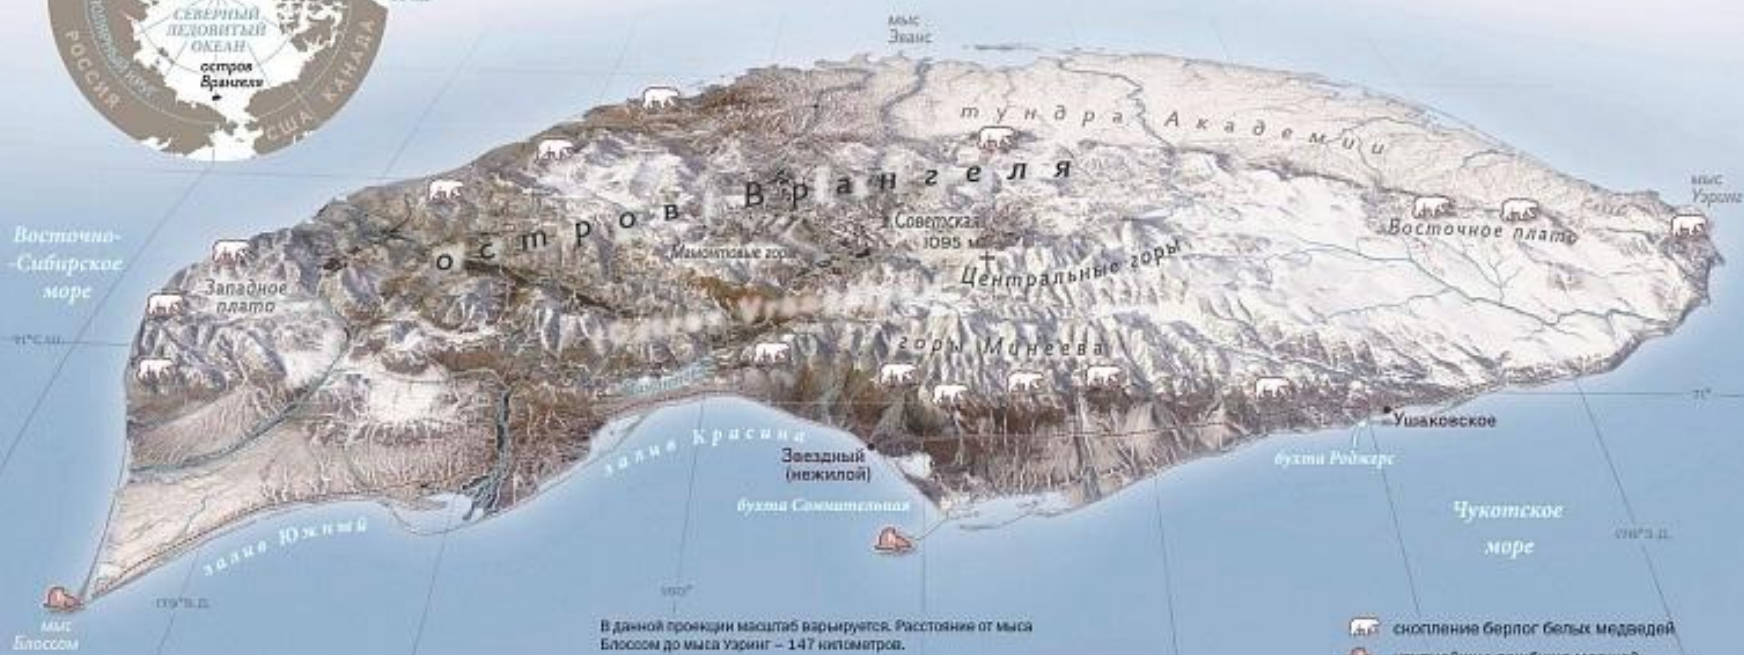 СЕВЕРНЫЙ
ЛЕДОВИТЫЙ
ОКЕАН
остров
Врангеля
РОССИЯ
США
КАНАДА
мыс
Эванс
тундра Академии
остров Врангеля
мыс
Уэринг
Восточно-
-Сибирское
море
Западное
плато
Мамонтовые горы
Советская
1095 м
Центральные горы
Восточное плато
горы Минеева
71°
залив Красина
Звездный
(нежилой)
бухта Сомнительная
Ушаковское
бухта Роджерс
Чукотское
море
залив Южный
мыс
Блоссом
179°В.Д.
180°
В данной проекции масштаб варьируется. Расстояние от мыса
Блоссом до мыса Уэринг – 147 километров.
скопление берлог белых медведей